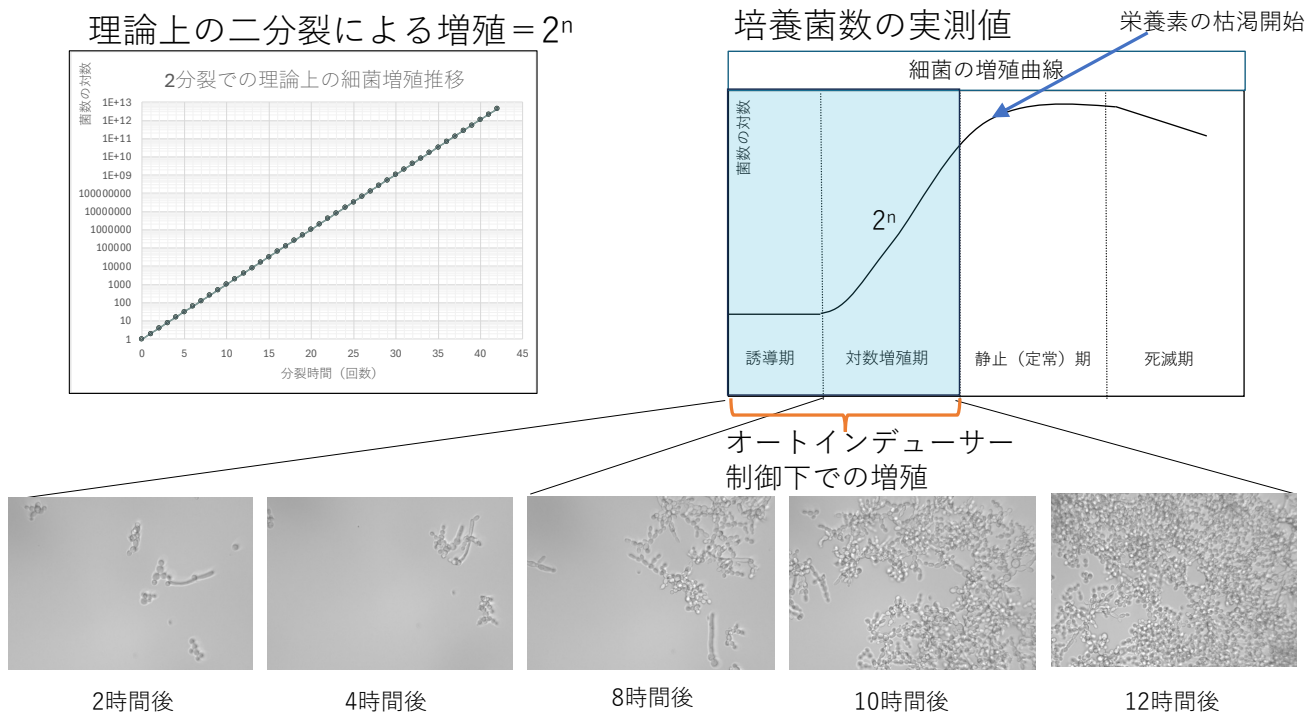 理論上の二分裂による増殖＝2ⁿ
2分裂での理論上の細菌増殖推移
菌数の対数
1E+13
1E+12
1E+11
1E+10
1E+09
100000000
10000000
1000000
100000
10000
1000
100
10
1
0 5 10 15 20 25 30 35 40 45
分裂時間（回数）
培養菌数の実測値
栄養素の枯渇開始
細菌の増殖曲線
菌数の対数
2ⁿ
誘導期 対数増殖期 静止（定常）期 死滅期
オートインデューサー
制御下での増殖
2時間後 4時間後 8時間後 10時間後 12時間後